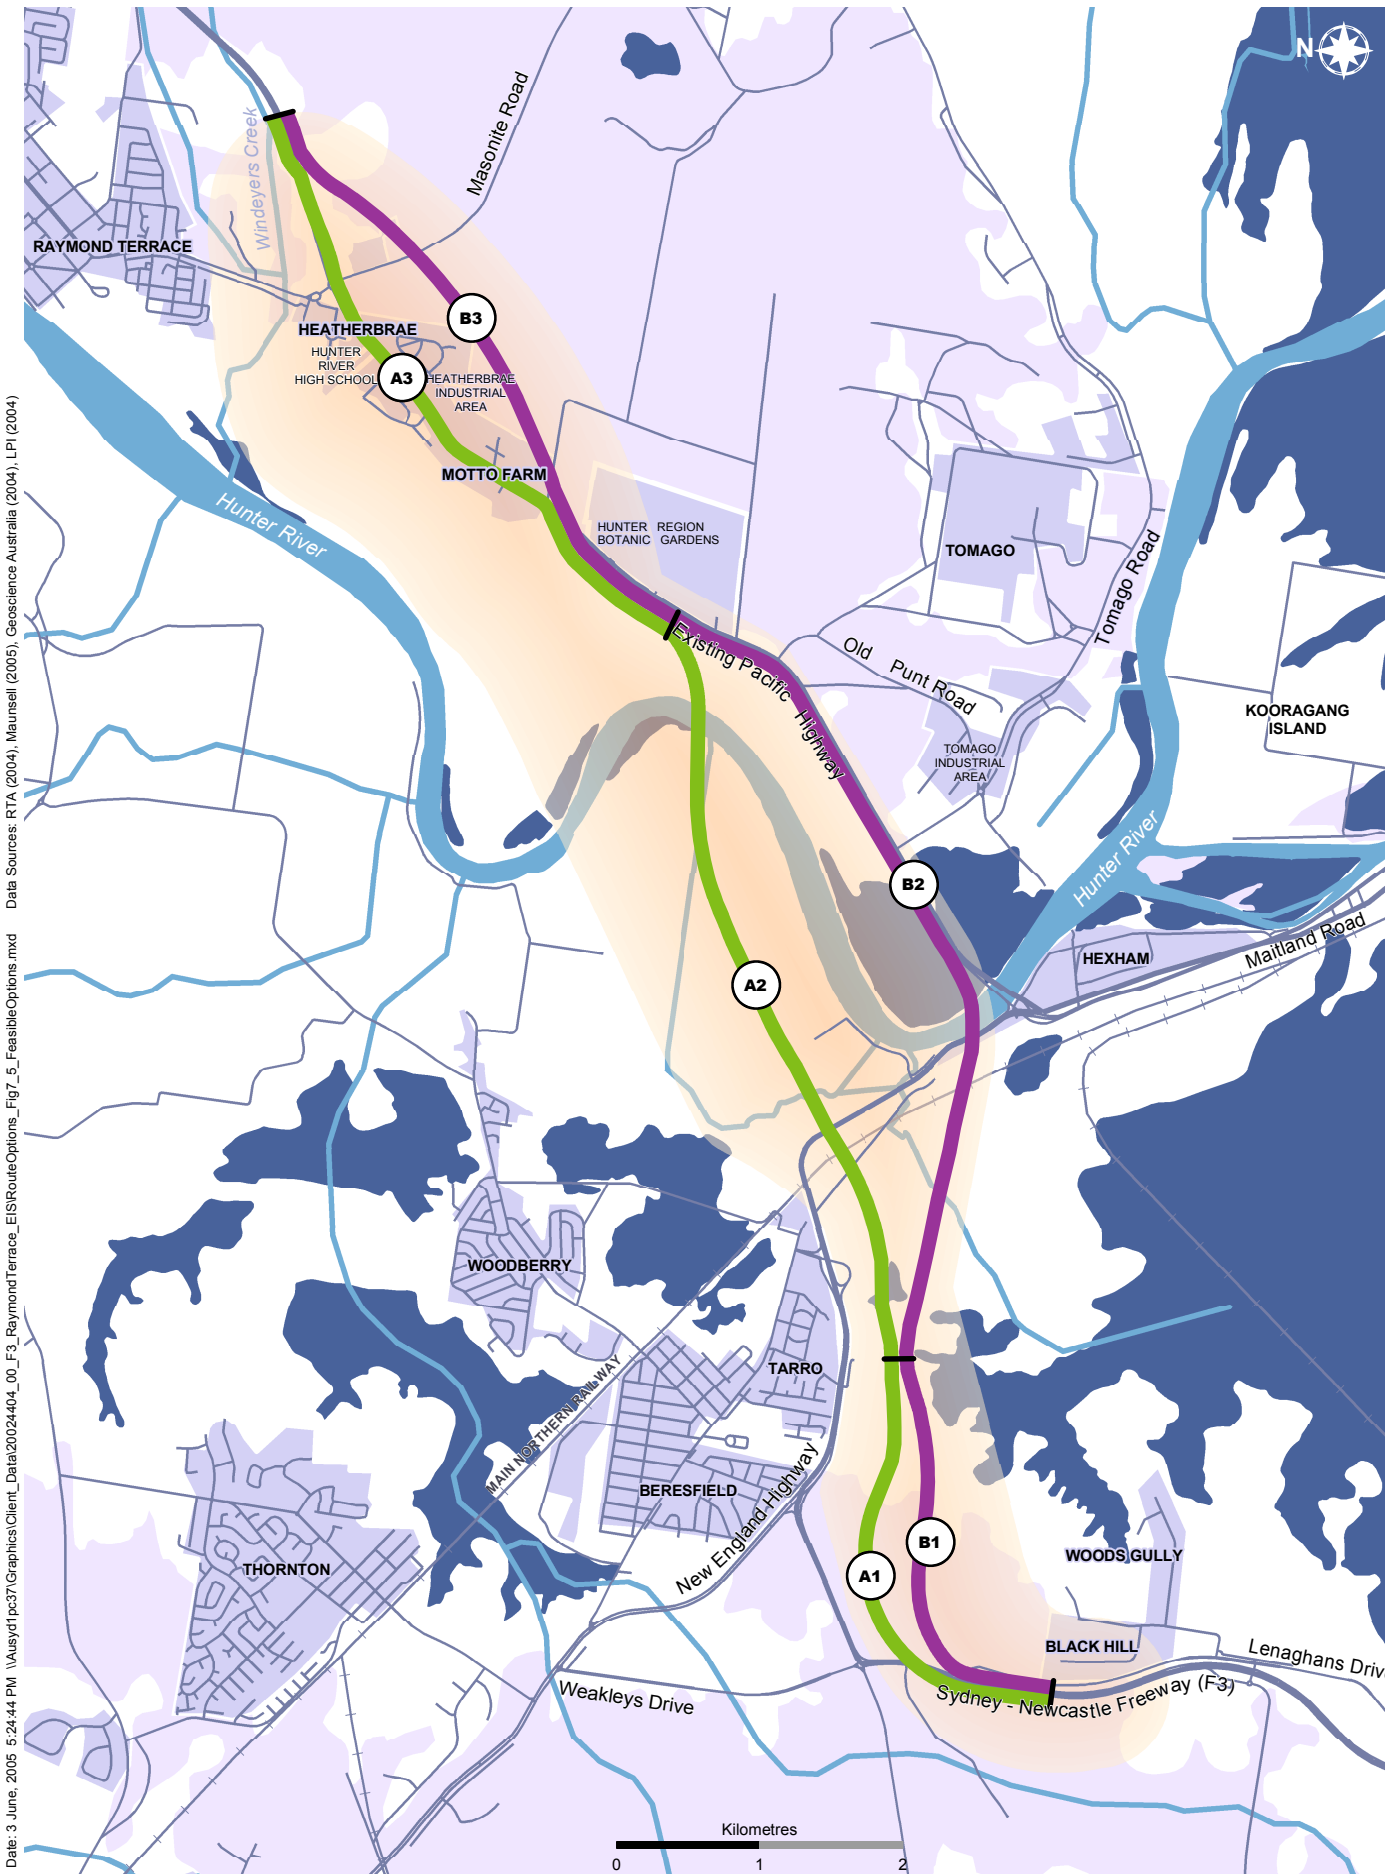 N
Masonite Road
Windeyers Creek
RAYMOND TERRACE
B3
HEATHERBRAE
HUNTER
RIVER
HIGH SCHOOL
A3
HEATHERBRAE
INDUSTRIAL
AREA
MOTTO FARM
Hunter River
HUNTER REGION
BOTANIC GARDENS
TOMAGO
Tomago Road
Existing Pacific Highway
Old Punt Road
KOORAGANG
ISLAND
TOMAGO
INDUSTRIAL
AREA
Hunter River
B2
HEXHAM
Maitland Road
A2
WOODBERRY
TARRO
MAIN NORTHERN RAILWAY
BERESFIELD
New England Highway
THORNTON
B1
A1
WOODS GULLY
BLACK HILL
Lenaghans Driv
Sydney - Newcastle Freeway (F3)
Weakleys Drive
Kilometres
0 1 2
Date: 3 June, 2005 5:24:44 PM \\Ausyd1pc37\Graphics\Client_Data\20024404_00_F3_RaymondTerrace_EIS\RouteOptions_Fig7_5_FeasibleOptions.mxd Data Sources: RTA (2004), Maunsell (2005), Geoscience Australia (2004), LPI (2004)